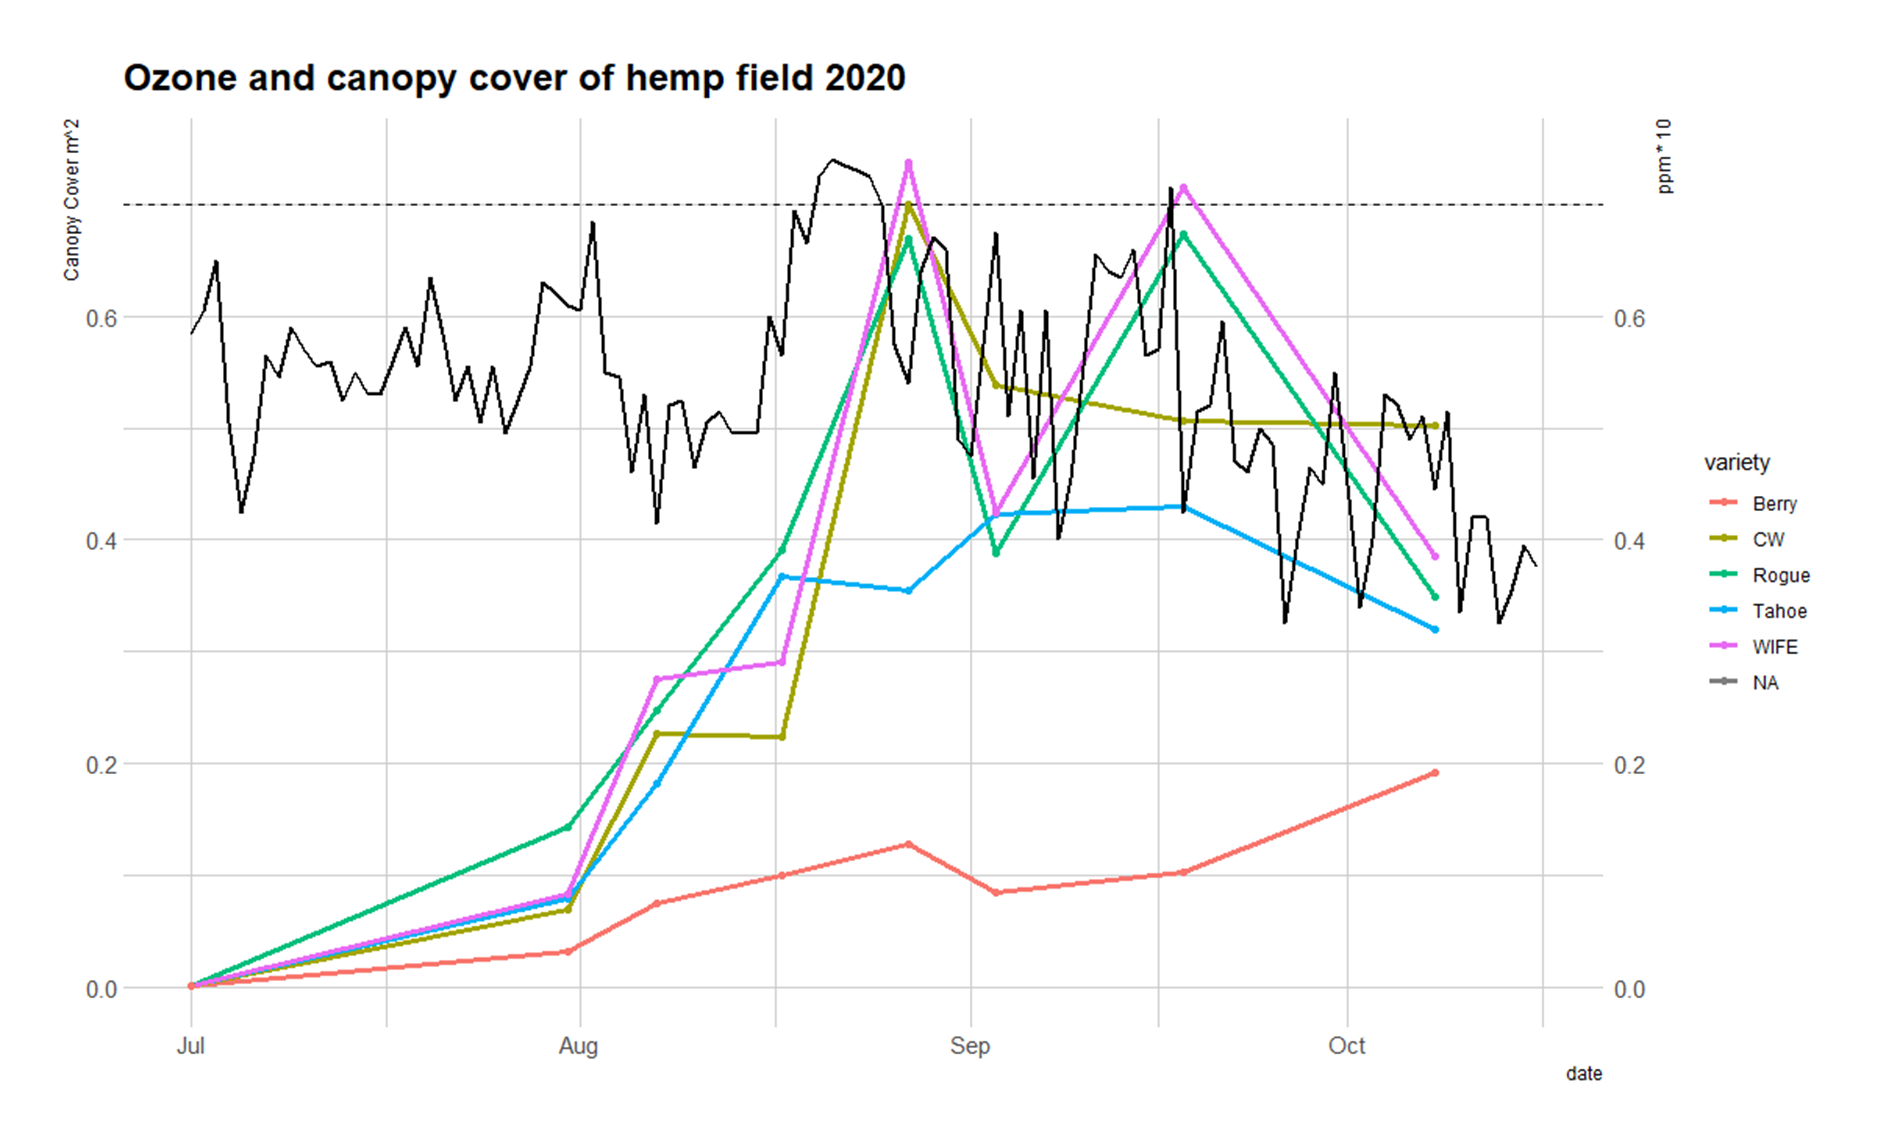 Ozone and canopy cover of hemp field 2020
Canopy Cover m^2
ppm*10
0.6
0.4
0.2
0.0
0.6
0.4
0.2
0.0
Jul
Aug
Sep
Oct
date
variety
Berry
CW
Rogue
Tahoe
WIFE
NA